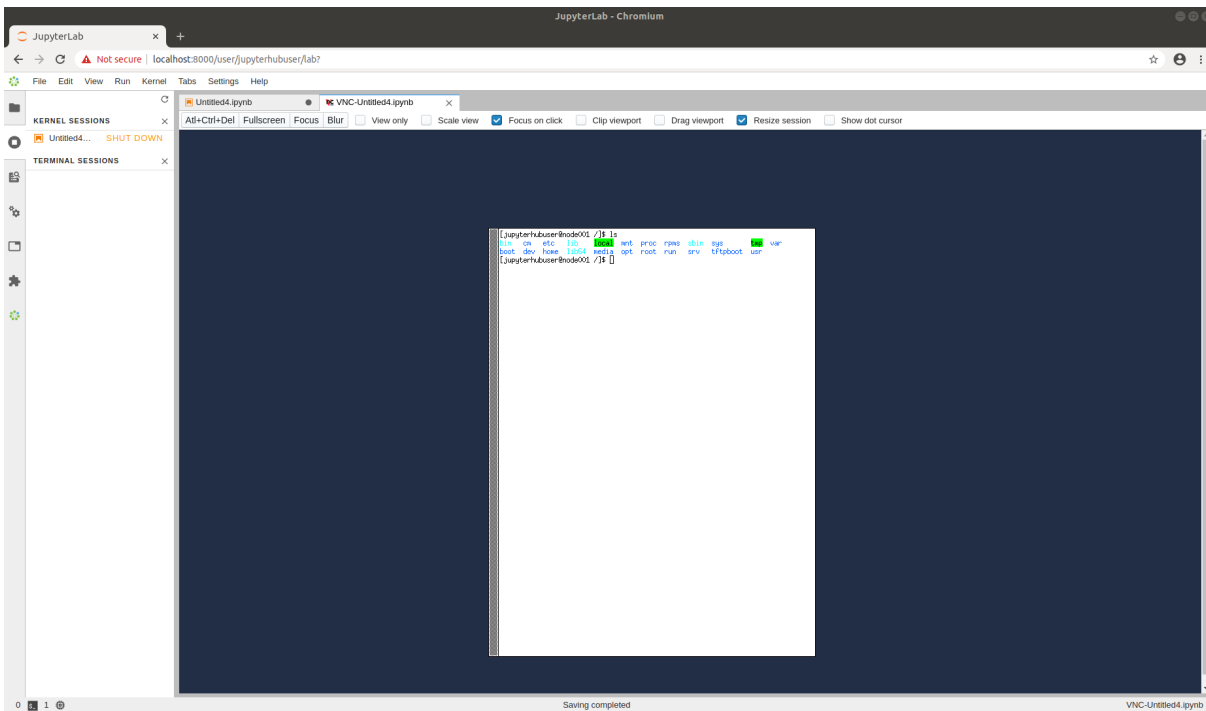 JupyterLab - Chromium
JupyterLab
Not secure | localhost:8000/user/jupyterhubuser/lab?
File Edit View Run Kernel Tabs Settings Help
Untitled4.ipynb VNC-Untitled4.ipynb
KERNEL SESSIONS
Atl+Ctrl+Del Fullscreen Focus Blur View only Scale view Focus on click Clip viewport Drag viewport Resize session Show dot cursor
Untitled4... SHUT DOWN
TERMINAL SESSIONS
[jupyterhubuser@node001 /]$ ls
bin cm etc lib local mnt proc rpms sbin sys tmp var
boot dev home lib64 media opt root run srv tftpboot usr
[jupyterhubuser@node001 /]$
0 1 Saving completed VNC-Untitled4.ipynb